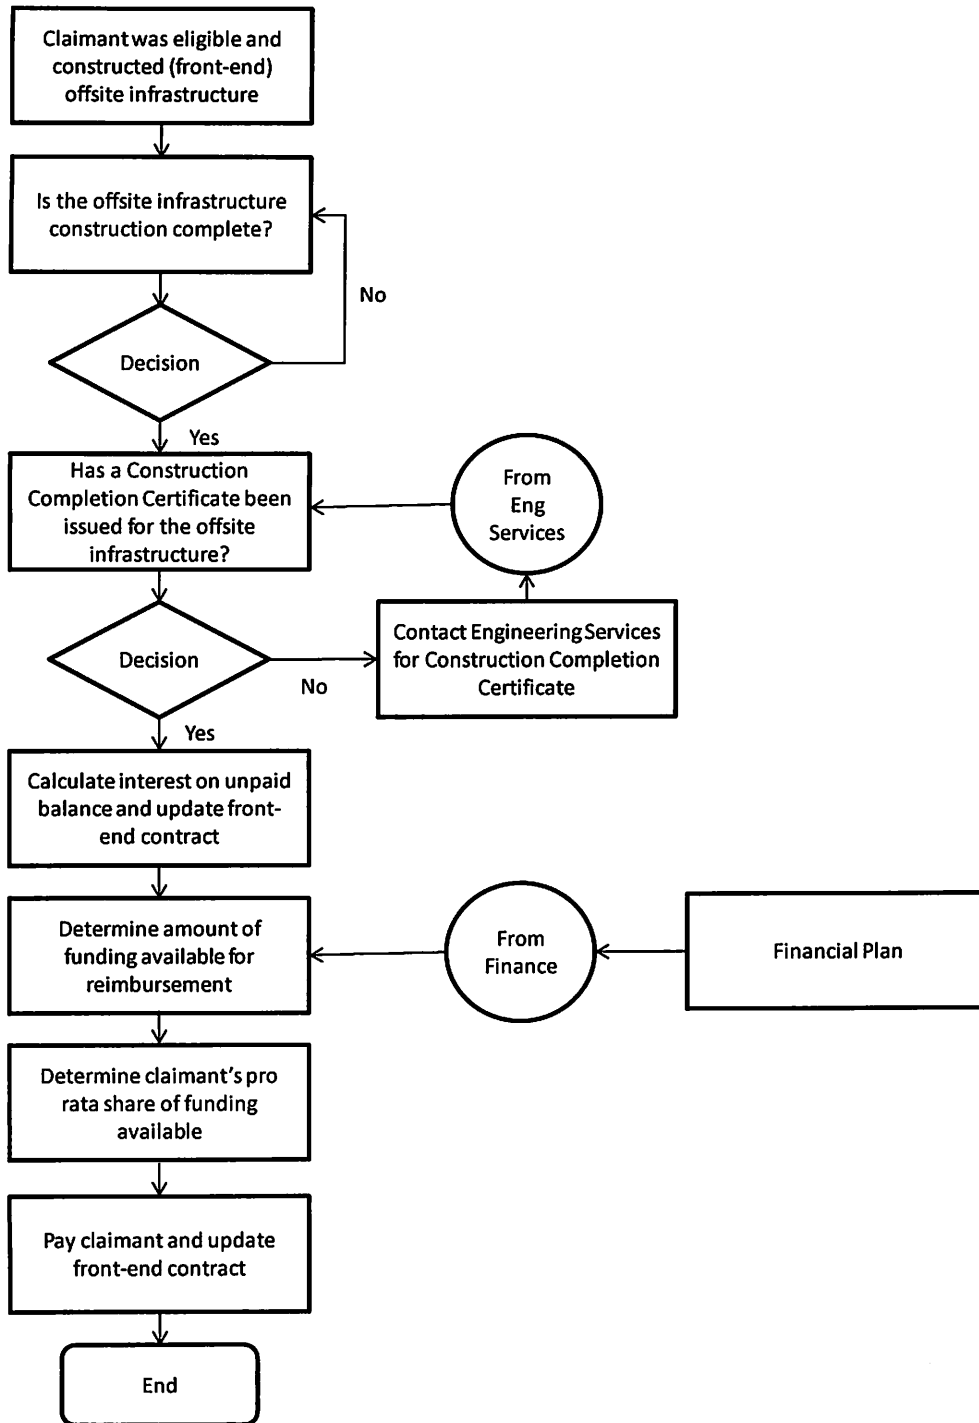 Claimant was eligible and
constructed (front-end)
offsite infrastructure
Is the offsite infrastructure
construction complete?
No
Decision
Yes
Has a Construction
Completion Certificate been
issued for the offsite
infrastructure?
From
Eng
Services
Decision
No
Contact Engineering Services
for Construction Completion
Certificate
Yes
Calculate interest on unpaid
balance and update front-
end contract
Determine amount of
funding available for
reimbursement
From
Finance
Financial Plan
Determine claimant's pro
rata share of funding
available
Pay claimant and update
front-end contract
End